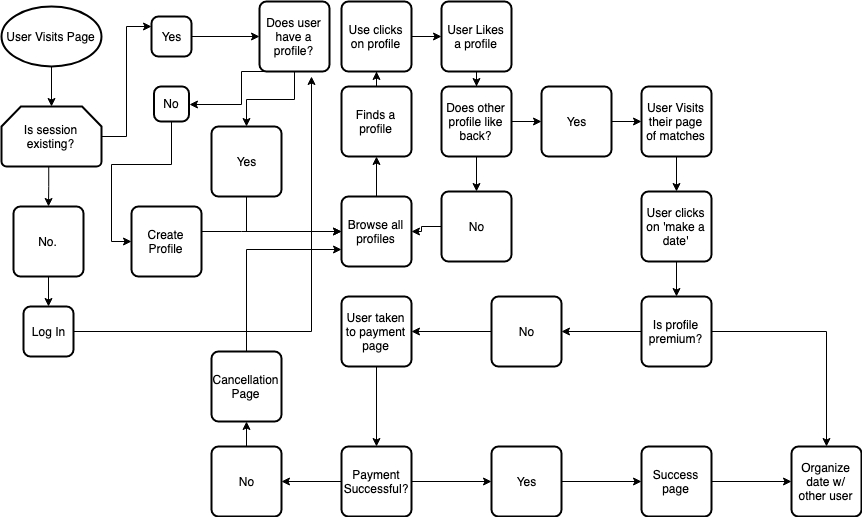 User Visits Page
Yes
Does user
have a
profile?
Use clicks
on profile
User Likes
a profile
No
Is session
existing?
Finds a
profile
Does other
profile like
back?
Yes
User Visits
their page
of matches
Yes
No.
Create
Profile
Browse all
profiles
No
User clicks
on 'make a
date'
Log In
User taken
to payment
page
No
Is profile
premium?
Cancellation
Page
No
Payment
Successful?
Yes
Success
page
Organize
date w/
other user